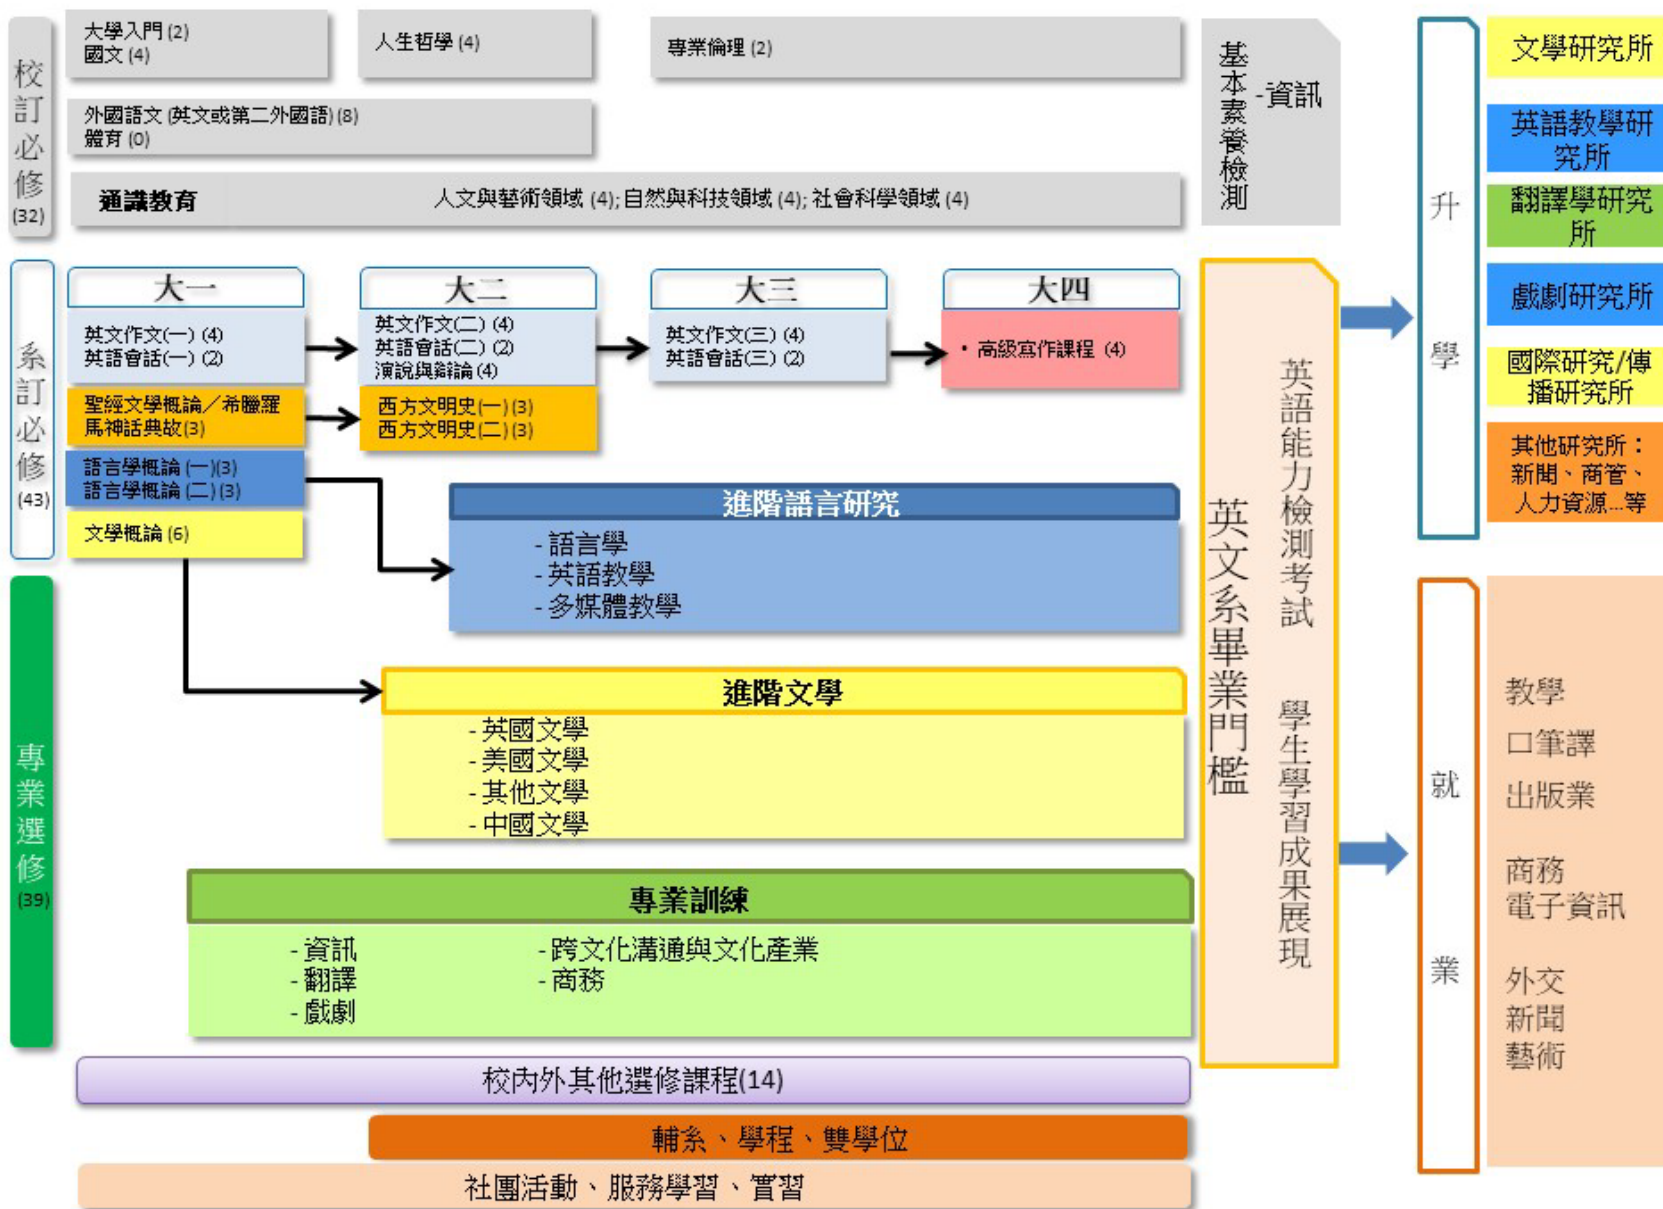 校訂必修
(32)
大學入門 (2)
國文 (4)
人生哲學 (4)
專業倫理 (2)
外國語文 (英文或第二外國語) (8)
體育 (0)
通識教育
人文與藝術領域 (4); 自然與科技領域 (4); 社會科學領域 (4)
基本素養檢測
-資訊
系訂必修
(43)
大一
大二
大三
大四
英文作文(一) (4)
英語會話(一) (2)
英文作文(二) (4)
英語會話(二) (2)
演說與辯論 (4)
英文作文(三) (4)
英語會話(三) (2)
• 高級寫作課程 (4)
聖經文學概論／希臘羅
馬神話典故(3)
西方文明史(一) (3)
西方文明史(二) (3)
語言學概論 (一)(3)
語言學概論 (二) (3)
文學概論 (6)
進階語言研究
- 語言學
- 英語教學
- 多媒體教學
專業選修
(39)
進階文學
- 英國文學
- 美國文學
- 其他文學
- 中國文學
專業訓練
- 資訊
- 翻譯
- 戲劇
- 跨文化溝通與文化產業
- 商務
校內外其他選修課程(14)
輔系、學程、雙學位
社團活動、服務學習、實習
英文系畢業門檻
英語能力檢測考試
學生學習成果展現
升學
文學研究所
英語教學研
究所
翻譯學研究
所
戲劇研究所
國際研究/傳
播研究所
其他研究所：
新聞、商管、
人力資源...等
就業
教學
口筆譯
出版業
商務
電子資訊
外交
新聞
藝術